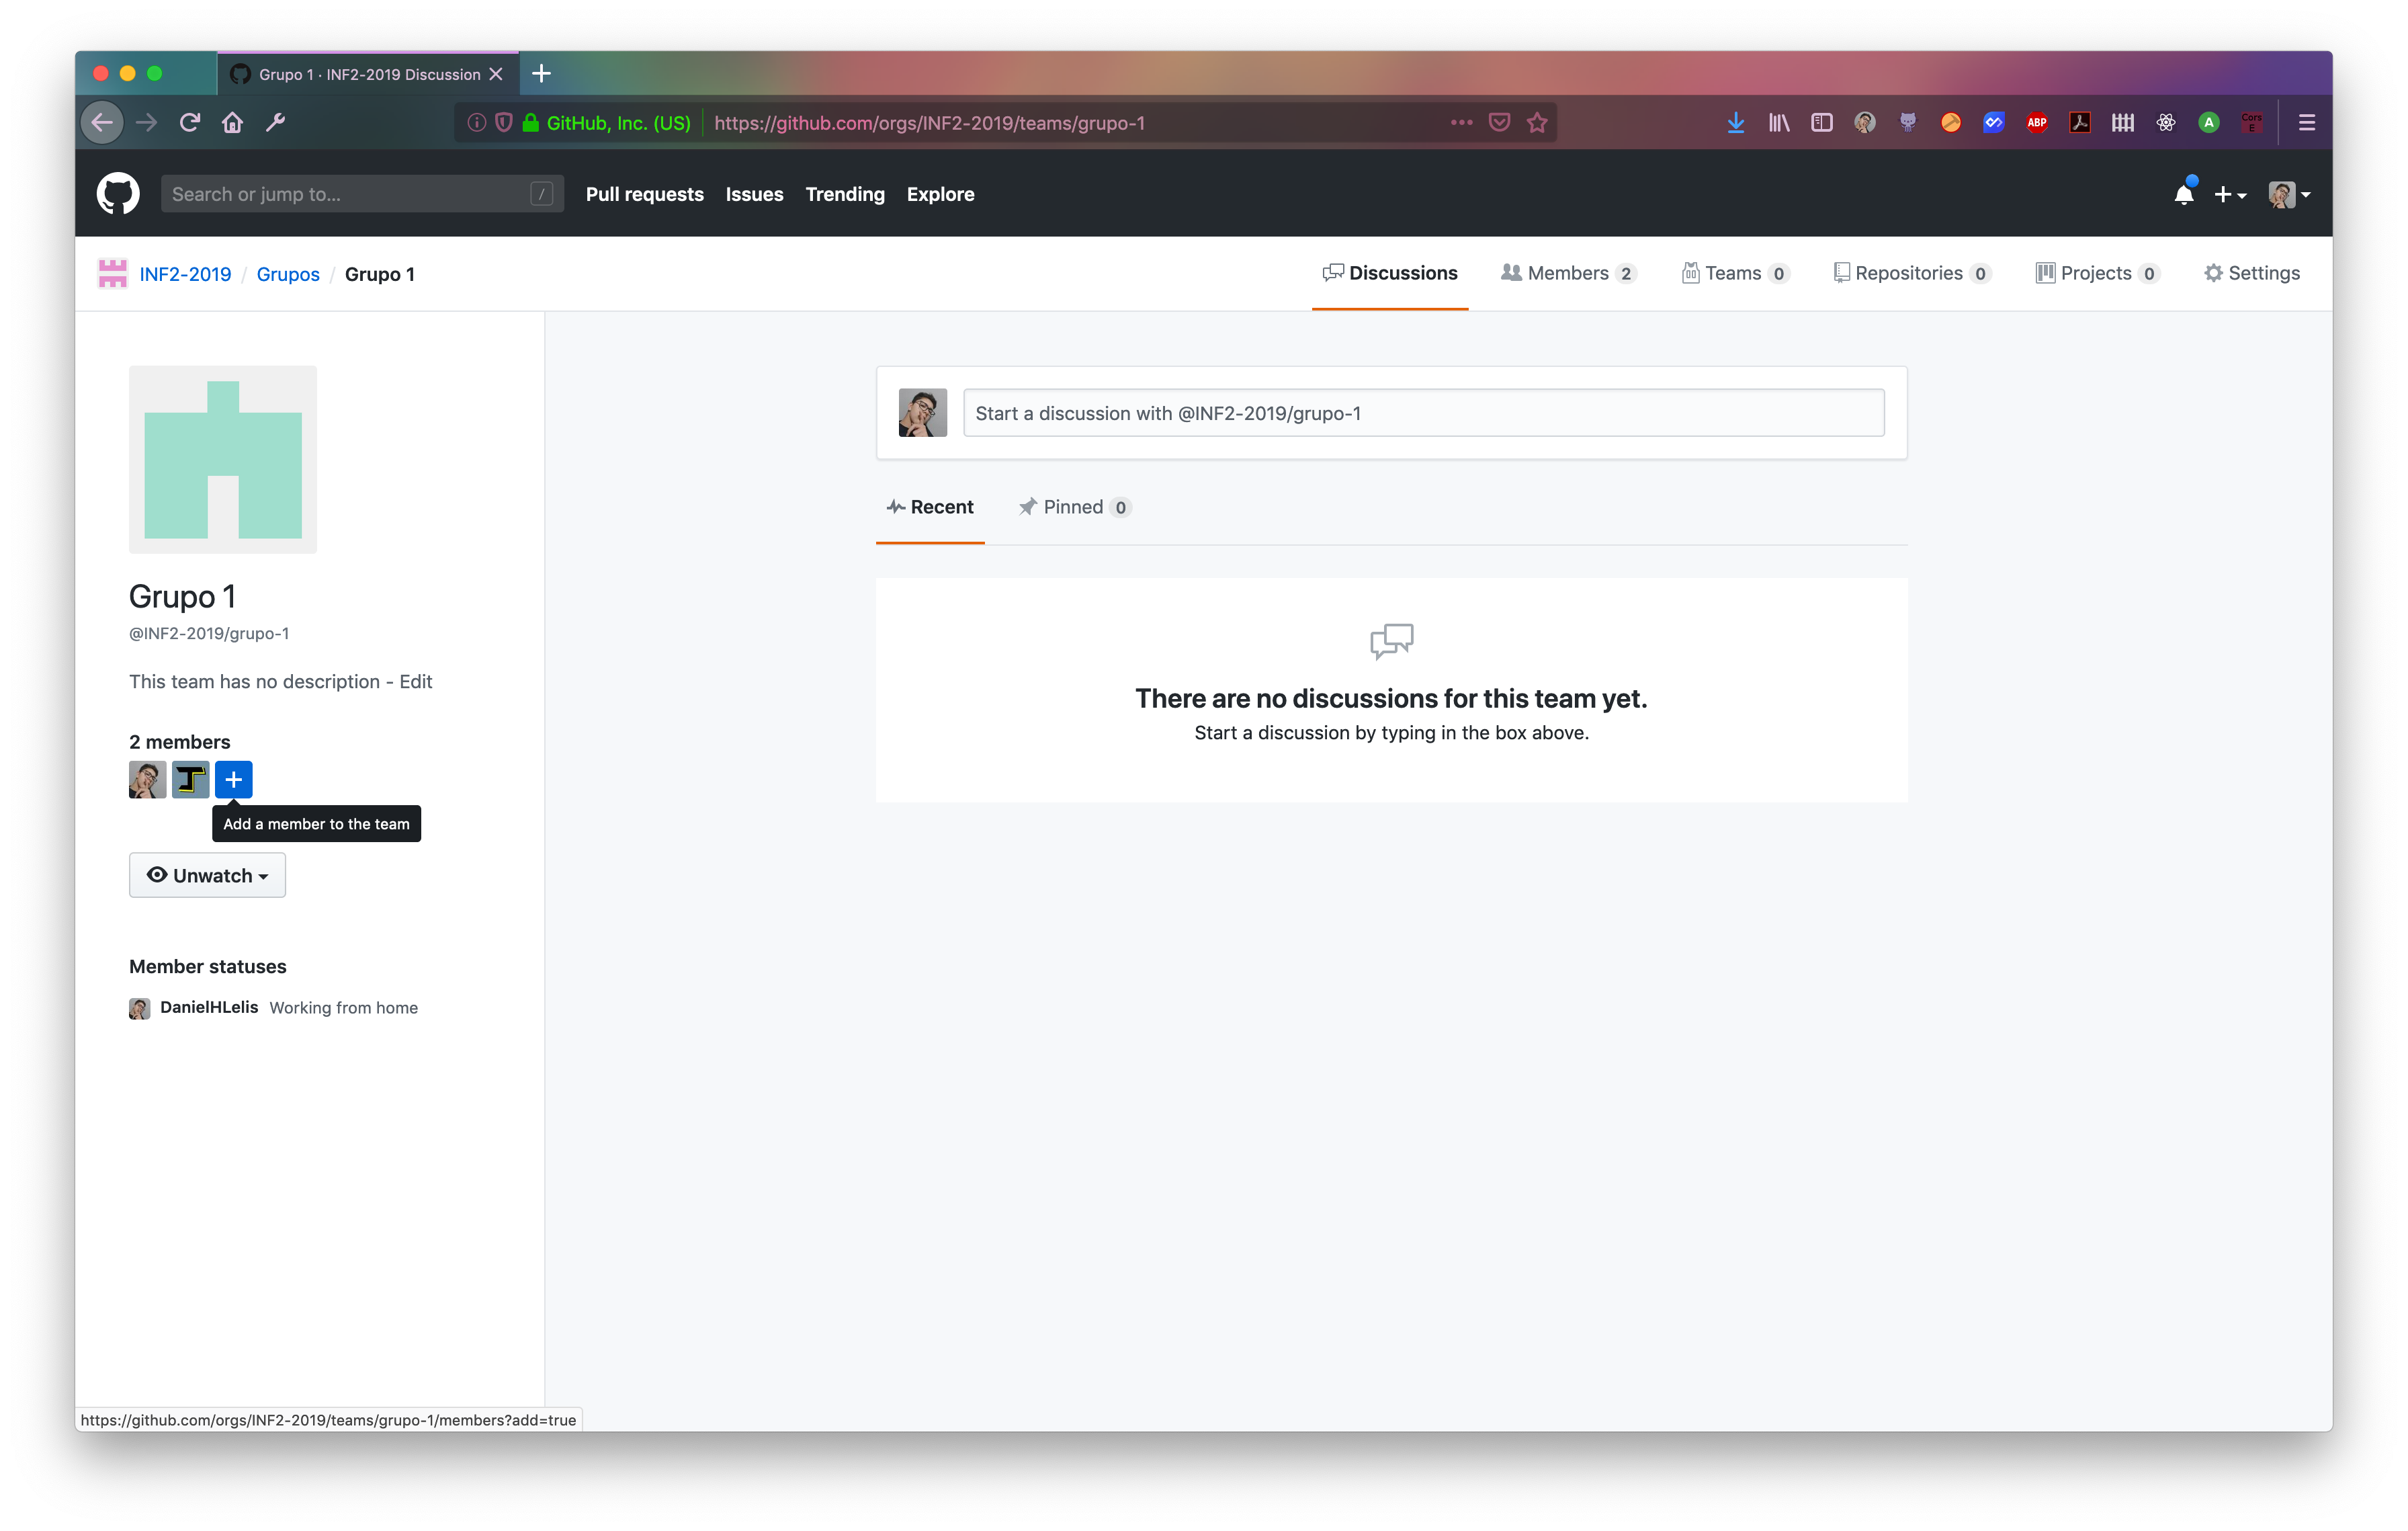 Grupo 1 · INF2-2019 Discussion
GitHub, Inc. (US) https://github.com/orgs/INF2-2019/teams/grupo-1
ABP
A
Cors
E
Search or jump to... /
Pull requests Issues Trending Explore
INF2-2019 / Grupos / Grupo 1
Discussions Members 2 Teams 0 Repositories 0 Projects 0 Settings
Start a discussion with @INF2-2019/grupo-1
Recent Pinned 0
Grupo 1
@INF2-2019/grupo-1
This team has no description - Edit
There are no discussions for this team yet.
Start a discussion by typing in the box above.
2 members
Add a member to the team
Unwatch
Member statuses
DanielHLelis Working from home
https://github.com/orgs/INF2-2019/teams/grupo-1/members?add=true